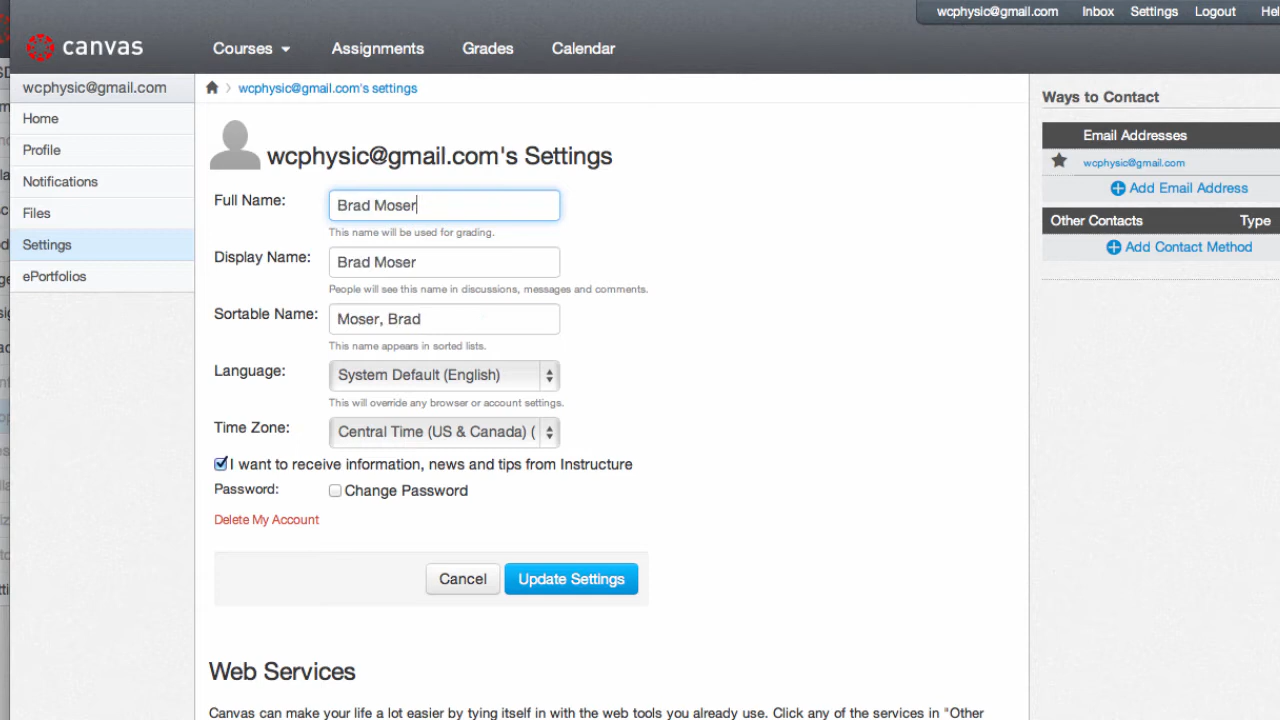 wcphysic@gmail.com Inbox Settings Logout Hel
canvas Courses Assignments Grades Calendar
wcphysic@gmail.com
Home
Profile
Notifications
Files
Settings
ePortfolios
wcphysic@gmail.com's settings
wcphysic@gmail.com's Settings
Full Name: Brad Moser
This name will be used for grading.
Display Name: Brad Moser
People will see this name in discussions, messages and comments.
Sortable Name: Moser, Brad
This name appears in sorted lists.
Language: System Default (English)
This will override any browser or account settings.
Time Zone: Central Time (US & Canada) (
I want to receive information, news and tips from Instructure
Password: Change Password
Delete My Account
Cancel Update Settings
Web Services
Canvas can make your life a lot easier by tying itself in with the web tools you already use. Click any of the services in "Other
Ways to Contact
Email Addresses
wcphysic@gmail.com
Add Email Address
Other Contacts Type
Add Contact Method